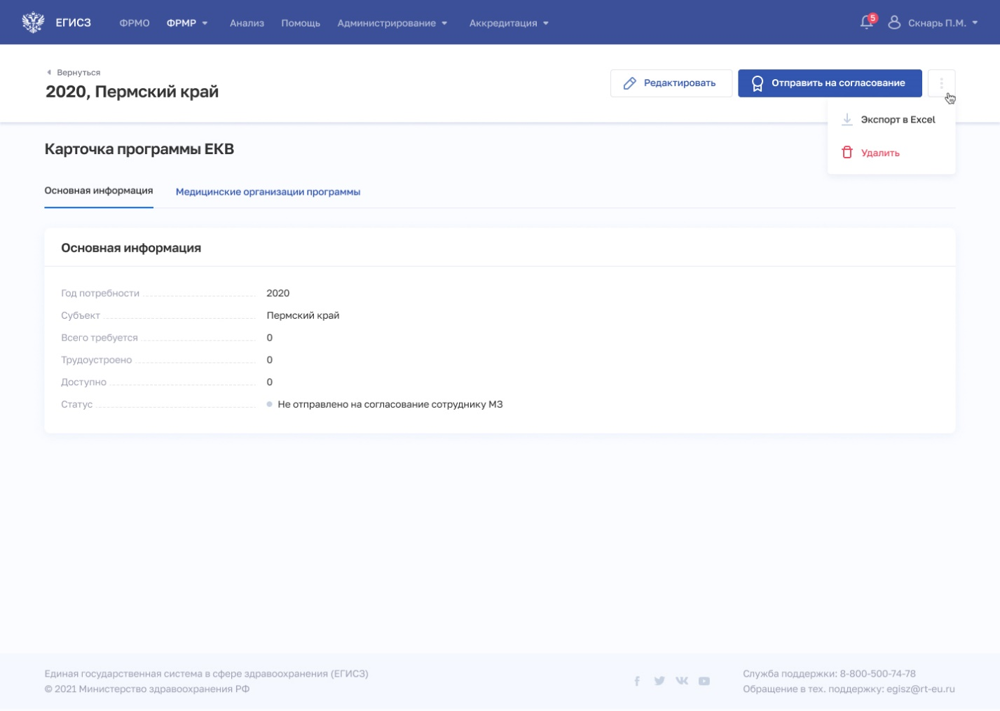 ЕГИСЗ
ФРМО
ФРМР
Анализ
Помощь
Администрирование
Аккредитация
5
Скнарь П.М.
Вернуться
2020, Пермский край
Редактировать
Отправить на согласование
Экспорт в Excel
Удалить
Карточка программы ЕКВ
Основная информация
Медицинские организации программы
Основная информация
Год потребности 2020
Субъект Пермский край
Всего требуется 0
Трудоустроено 0
Доступно 0
Статус Не отправлено на согласование сотруднику МЗ
Единая государственная система в сфере здравоохранения (ЕГИСЗ)
© 2021 Министерство здравоохранения РФ
Служба поддержки: 8-800-500-74-78
Обращение в тех. поддержку: egisz@rt-eu.ru